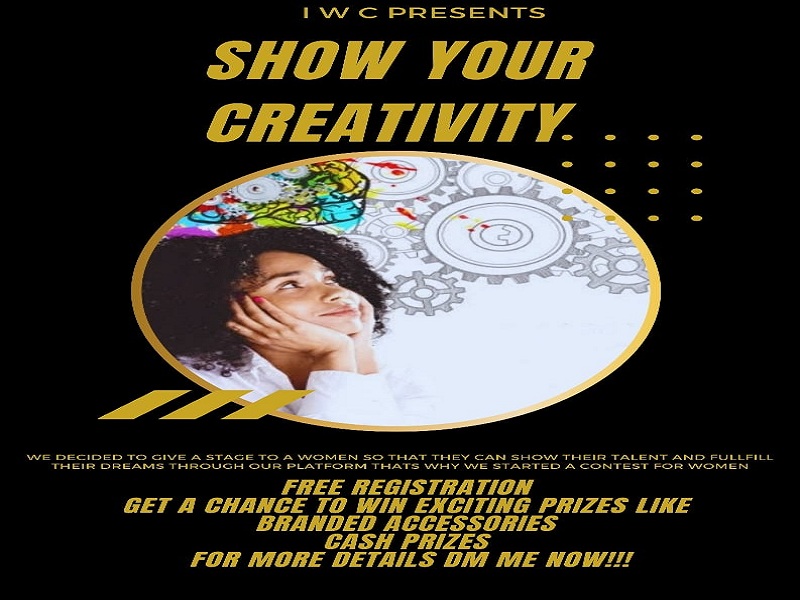 I W C PRESENTS
SHOW YOUR
CREATIVITY
WE DECIDED TO GIVE A STAGE TO A WOMEN SO THAT THEY CAN SHOW THEIR TALENT AND FULLFILL
THEIR DREAMS THROUGH OUR PLATFORM THATS WHY WE STARTED A CONTEST FOR WOMEN
FREE REGISTRATION
GET A CHANCE TO WIN EXCITING PRIZES LIKE
BRANDED ACCESSORIES
CASH PRIZES
FOR MORE DETAILS DM ME NOW!!!